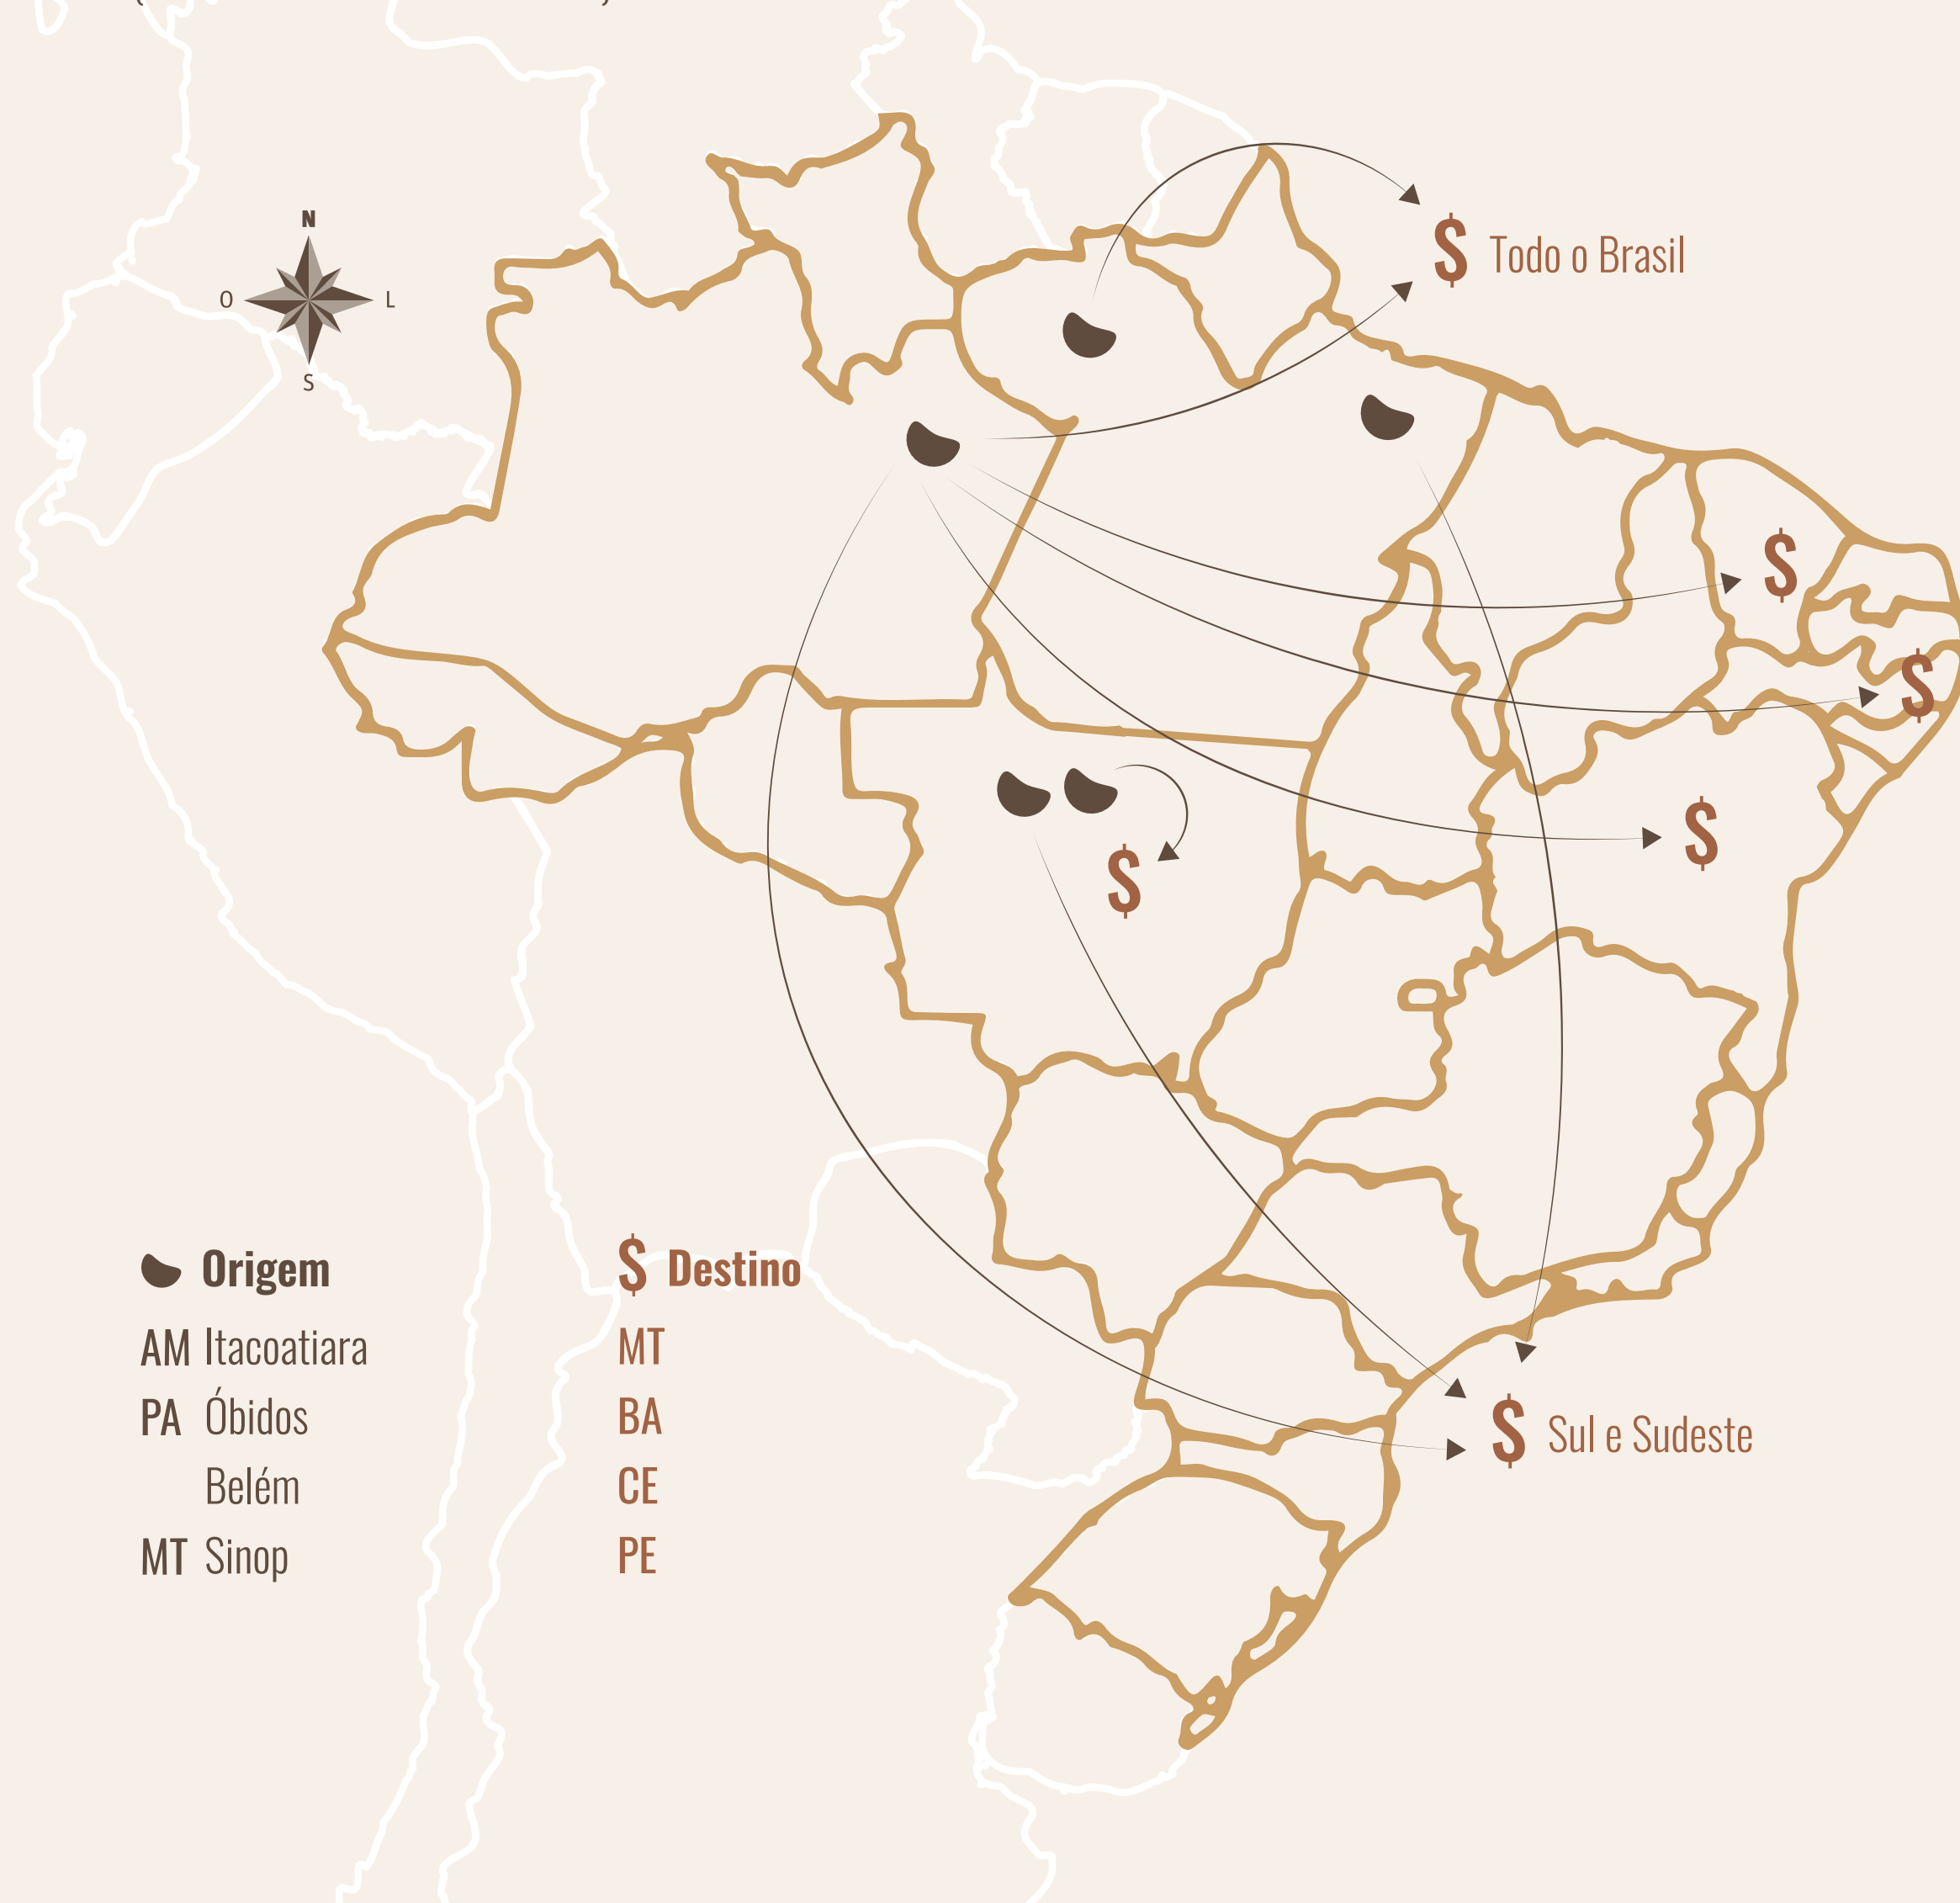 N
O
L
S
$ Todo o Brasil
$
$
$
$
Origem
AM Itacoatiara
PA Óbidos
Belém
MT Sinop
$ Destino
MT
BA
CE
PE
$ Sul e Sudeste